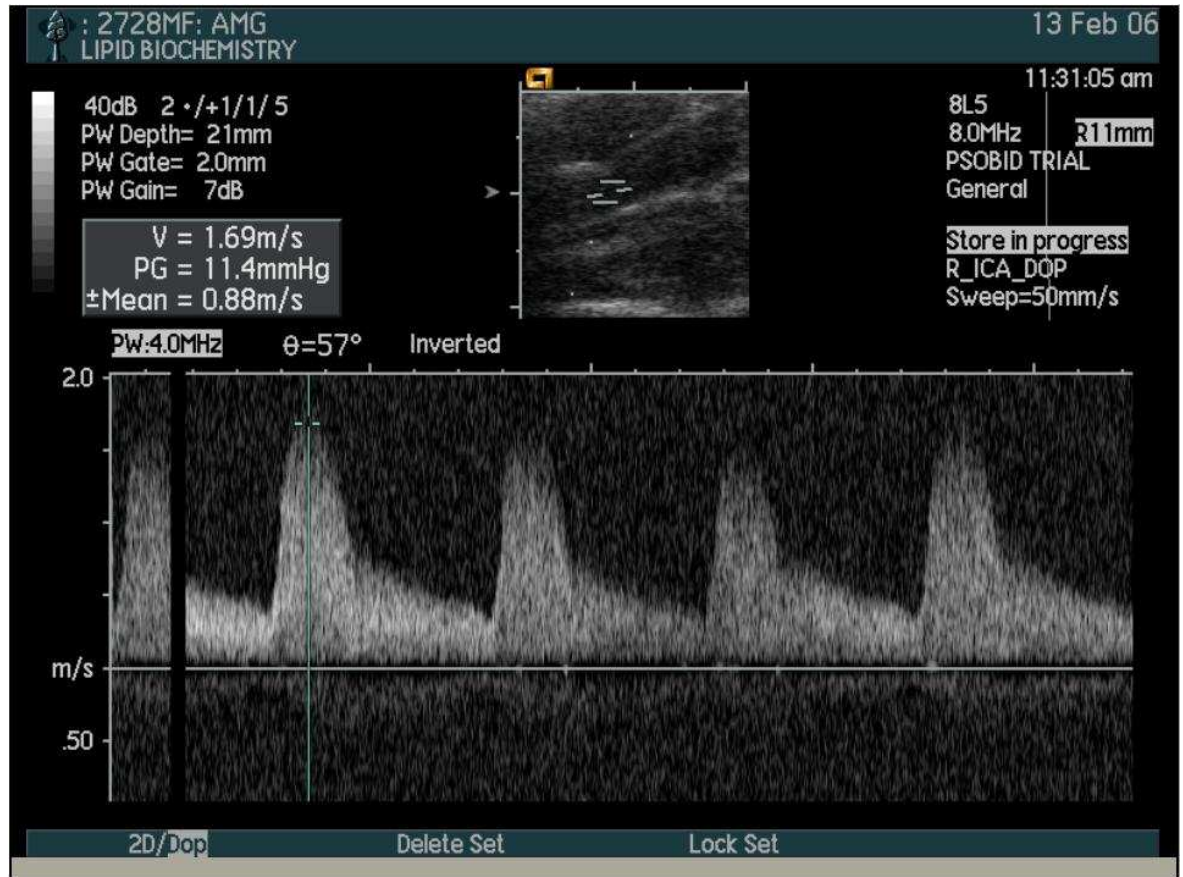 : 2728MF: AMG
13 Feb 06
LIPID BIOCHEMISTRY
11:31:05 am
40dB 2 •/+1/1/ 5
PW Depth= 21mm
PW Gate= 2.0mm
PW Gain= 7dB
8L5
8.0MHz R11mm
PSOBID TRIAL
General
V = 1.69m/s
PG = 11.4mmHg
±Mean = 0.88m/s
Store in progress
R_ICA_DOP
Sweep=50mm/s
PW:4.0MHz θ=57° Inverted
2.0
m/s
.50
2D/Dop Delete Set Lock Set